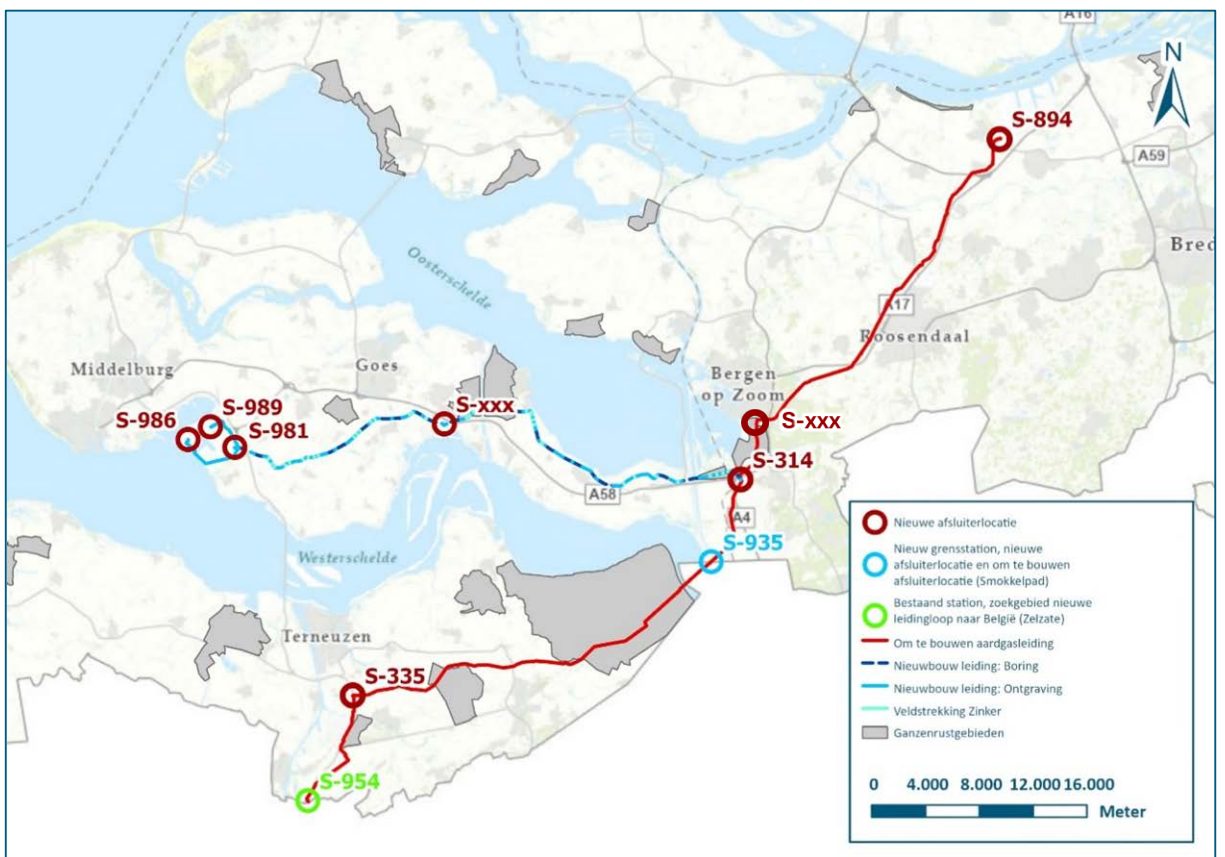 A16
N
S-894
A59
Bred
Oosterschelde
A17
Roosendaal
Middelburg
Goes
Bergen
op Zoom
S-986
S-989
S-981
S-xxx
S-xxx
S-314
A58
A4
S-935
Westerschelde
Terneuzen
S-335
S-954
Nieuwe afsluiterlocatie
Nieuw grensstation, nieuwe
afsluiterlocatie en om te bouwen
afsluiterlocatie (Smokkelpad)
Bestaand station, zoekgebied nieuwe
leidingloop naar België (Zelzate)
Om te bouwen aardgasleiding
Nieuwbouw leiding: Boring
Nieuwbouw leiding: Ontgraving
Veldstrekking Zinker
Ganzenrustgebieden
0 4.000 8.000 12.000 16.000
Meter